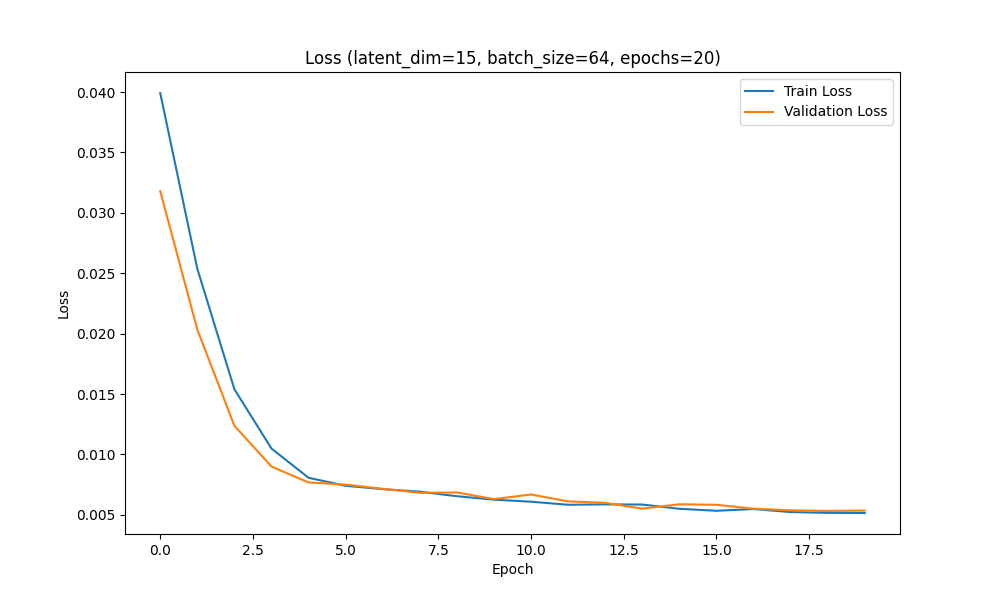 Loss (latent_dim=15, batch_size=64, epochs=20)
Train Loss
Validation Loss
0.040
0.035
0.030
0.025
0.020
0.015
0.010
0.005
Loss
0.0 2.5 5.0 7.5 10.0 12.5 15.0 17.5
Epoch